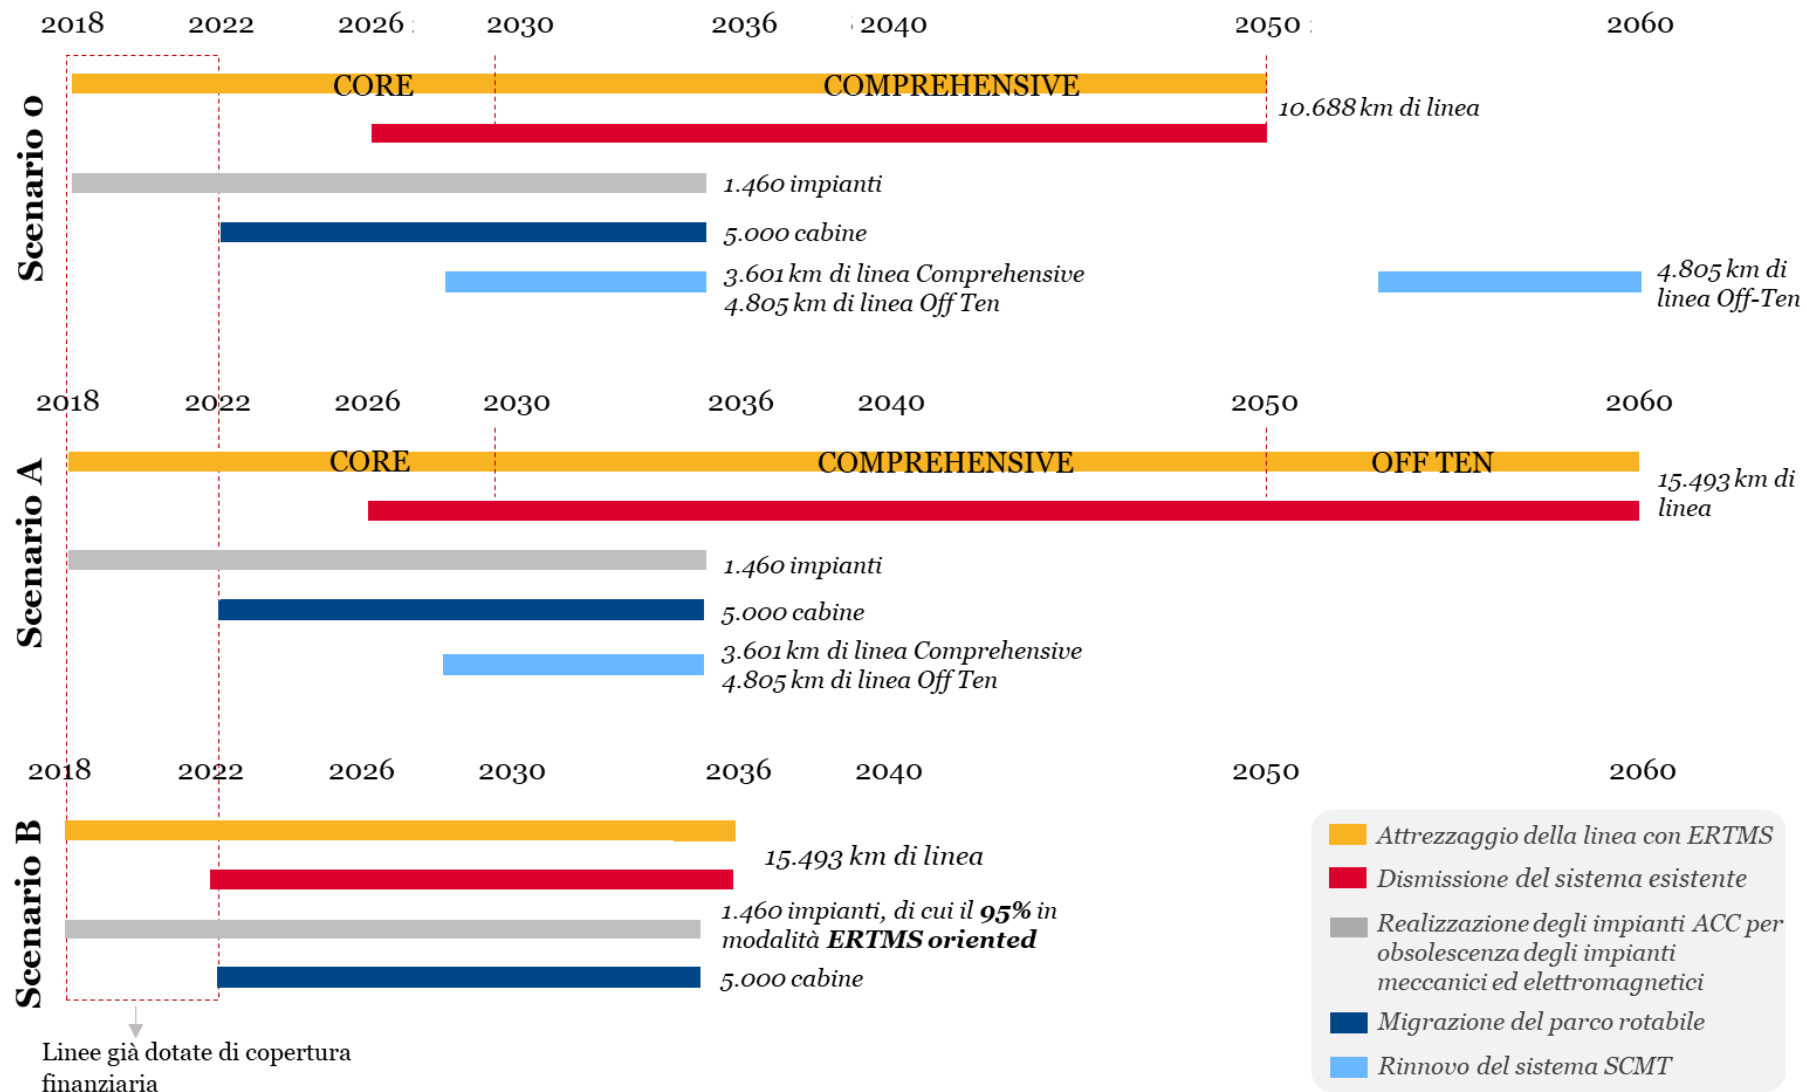 2018 2022 2026 2030 2036 2040 2050 2060
Scenario 0
CORE COMPREHENSIVE
10.688 km di linea
1.460 impianti
5.000 cabine
3.601 km di linea Comprehensive
4.805 km di linea Off Ten
4.805 km di
linea Off-Ten
2018 2022 2026 2030 2036 2040 2050 2060
Scenario A
CORE COMPREHENSIVE OFF TEN
15.493 km di
linea
1.460 impianti
5.000 cabine
3.601 km di linea Comprehensive
4.805 km di linea Off Ten
2018 2022 2026 2030 2036 2040 2050 2060
Scenario B
15.493 km di linea
1.460 impianti, di cui il 95% in
modalità ERTMS oriented
5.000 cabine
Linee già dotate di copertura
finanziaria
Attrezzaggio della linea con ERTMS
Dismissione del sistema esistente
Realizzazione degli impianti ACC per
obsolescenza degli impianti
meccanici ed elettromagnetici
Migrazione del parco rotabile
Rinnovo del sistema SCMT